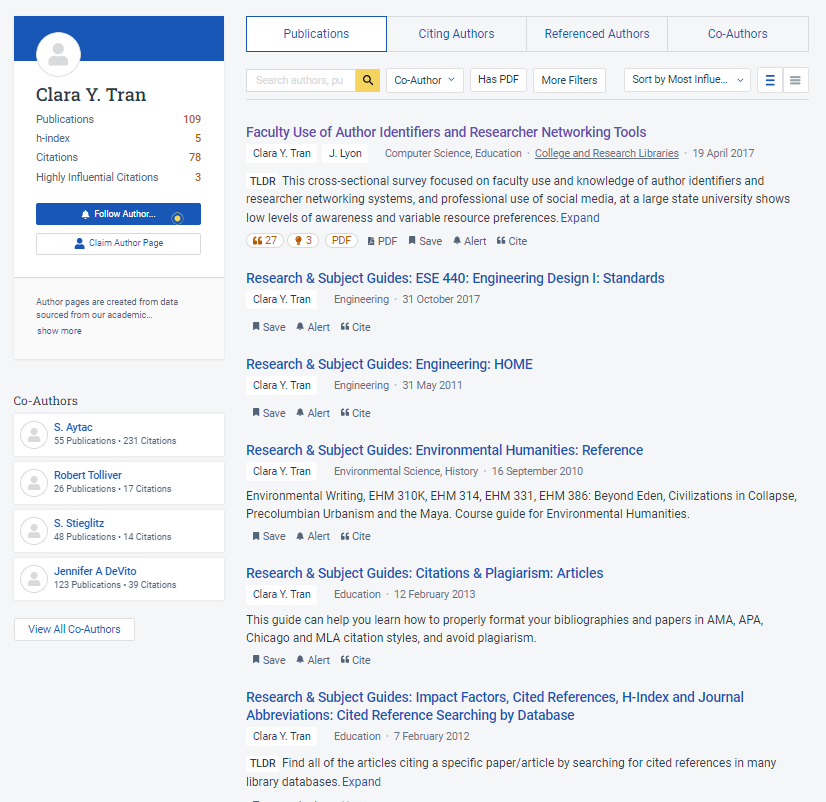 Clara Y. Tran
Publications 109
h-index 5
Citations 78
Highly Influential Citations 3
Follow Author...
Claim Author Page
Author pages are created from data
sourced from our academic...
show more
Co-Authors
S. Aytac
55 Publications • 231 Citations
Robert Tolliver
26 Publications • 17 Citations
S. Stieglitz
48 Publications • 14 Citations
Jennifer A DeVito
123 Publications • 39 Citations
View All Co-Authors
Publications Citing Authors Referenced Authors Co-Authors
Search authors, pu Co-Author Has PDF More Filters Sort by Most Influe...
Faculty Use of Author Identifiers and Researcher Networking Tools
Clara Y. Tran J. Lyon Computer Science, Education · College and Research Libraries · 19 April 2017
TLDR This cross-sectional survey focused on faculty use and knowledge of author identifiers and
researcher networking systems, and professional use of social media, at a large state university shows
low levels of awareness and variable resource preferences. Expand
27 3 PDF PDF Save Alert Cite
Research & Subject Guides: ESE 440: Engineering Design I: Standards
Clara Y. Tran Engineering · 31 October 2017
Save Alert Cite
Research & Subject Guides: Engineering: HOME
Clara Y. Tran Engineering · 31 May 2011
Save Alert Cite
Research & Subject Guides: Environmental Humanities: Reference
Clara Y. Tran Environmental Science, History · 16 September 2010
Environmental Writing, EHM 310K, EHM 314, EHM 331, EHM 386: Beyond Eden, Civilizations in Collapse,
Precolumbian Urbanism and the Maya. Course guide for Environmental Humanities.
Save Alert Cite
Research & Subject Guides: Citations & Plagiarism: Articles
Clara Y. Tran Education · 12 February 2013
This guide can help you learn how to properly format your bibliographies and papers in AMA, APA,
Chicago and MLA citation styles, and avoid plagiarism.
Save Alert Cite
Research & Subject Guides: Impact Factors, Cited References, H-Index and Journal
Abbreviations: Cited Reference Searching by Database
Clara Y. Tran Education · 7 February 2012
TLDR Find all of the articles citing a specific paper/article by searching for cited references in many
library databases. Expand